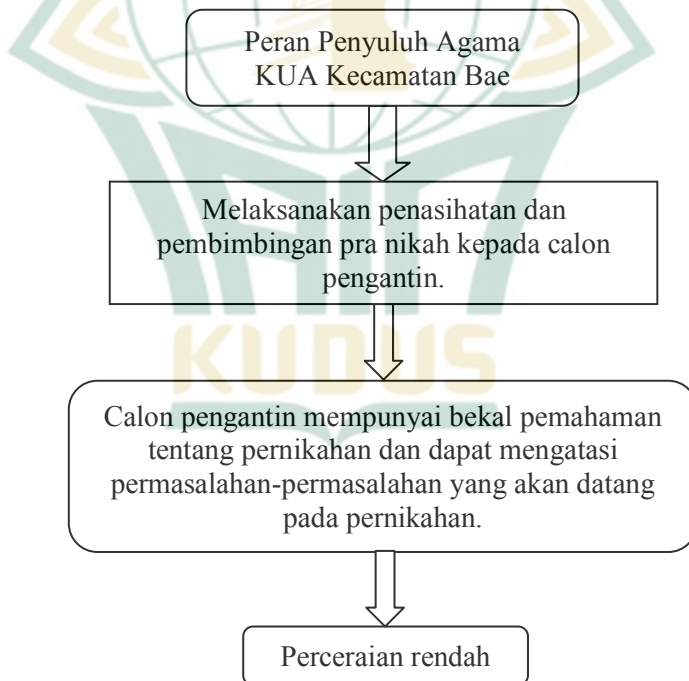 Peran Penyuluh Agama
KUA Kecamatan Bae
Melaksanakan penasihatan dan
pembimbingan pra nikah kepada calon
pengantin.
KUDUS
Calon pengantin mempunyai bekal pemahaman
tentang pernikahan dan dapat mengatasi
permasalahan-permasalahan yang akan datang
pada pernikahan.
Perceraian rendah